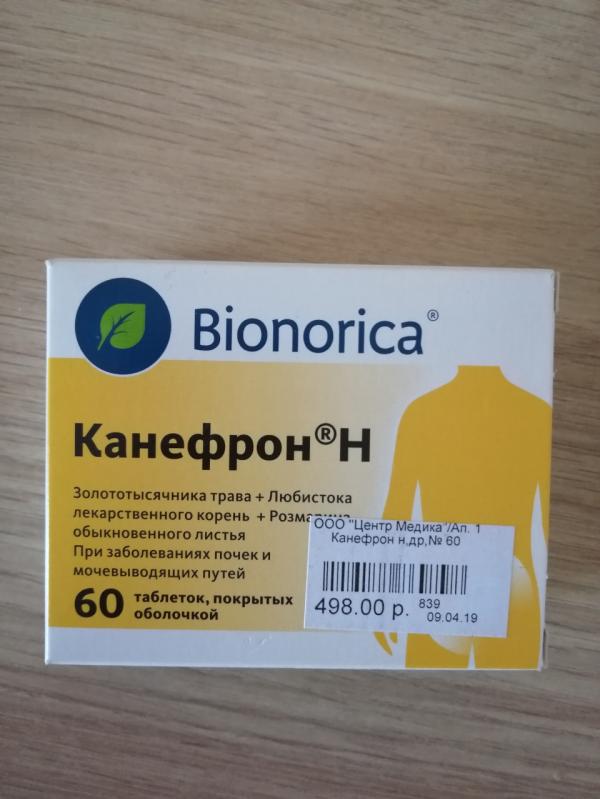 Bionorica®
Канефрон®Н
Золототысячника трава + Любистока
лекарственного корень + Розмарина
обыкновенного листья
При заболеваниях почек и
мочевыводящих путей
60 таблеток, покрытых
оболочкой
ООО "Центр Медика"/Ап. 1
Канефрон н,др,№ 60
498.00 р.
839
09.04.19